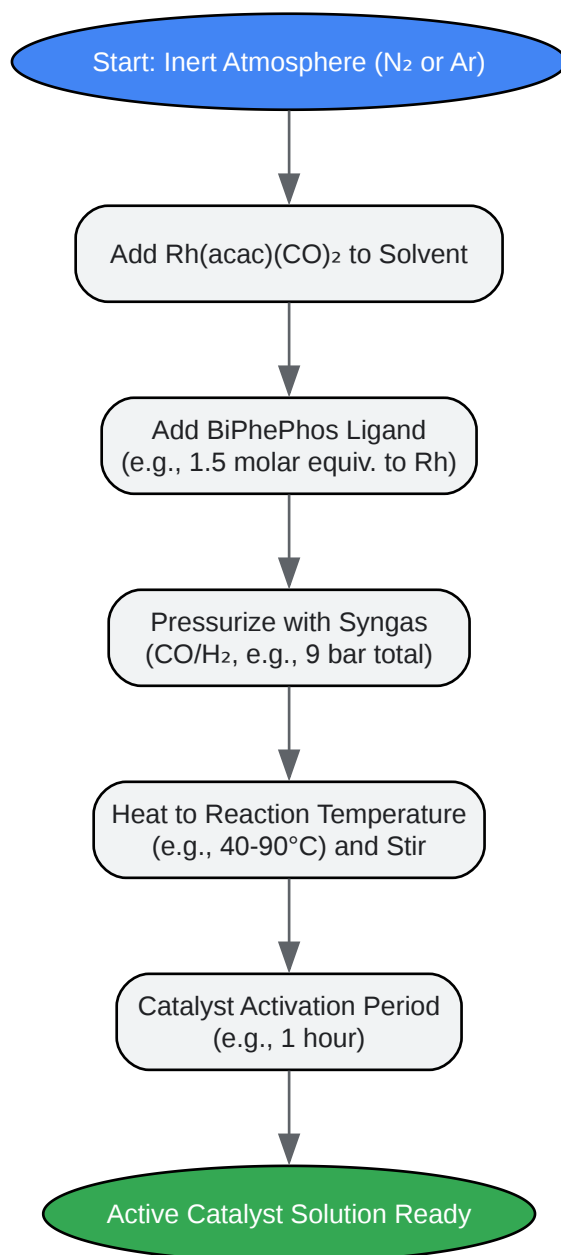 Start: Inert Atmosphere (N₂ or Ar)
Add Rh(acac)(CO)₂ to Solvent
Add BiPhePhos Ligand
(e.g., 1.5 molar equiv. to Rh)
Pressurize with Syngas
(CO/H₂, e.g., 9 bar total)
Heat to Reaction Temperature
(e.g., 40-90°C) and Stir
Catalyst Activation Period
(e.g., 1 hour)
Active Catalyst Solution Ready